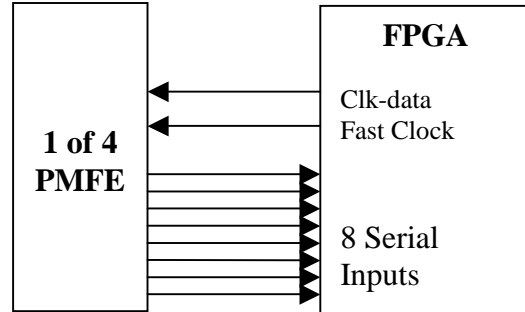 FPGA
Clk-data
Fast Clock
1 of 4
PMFE
8 Serial
Inputs